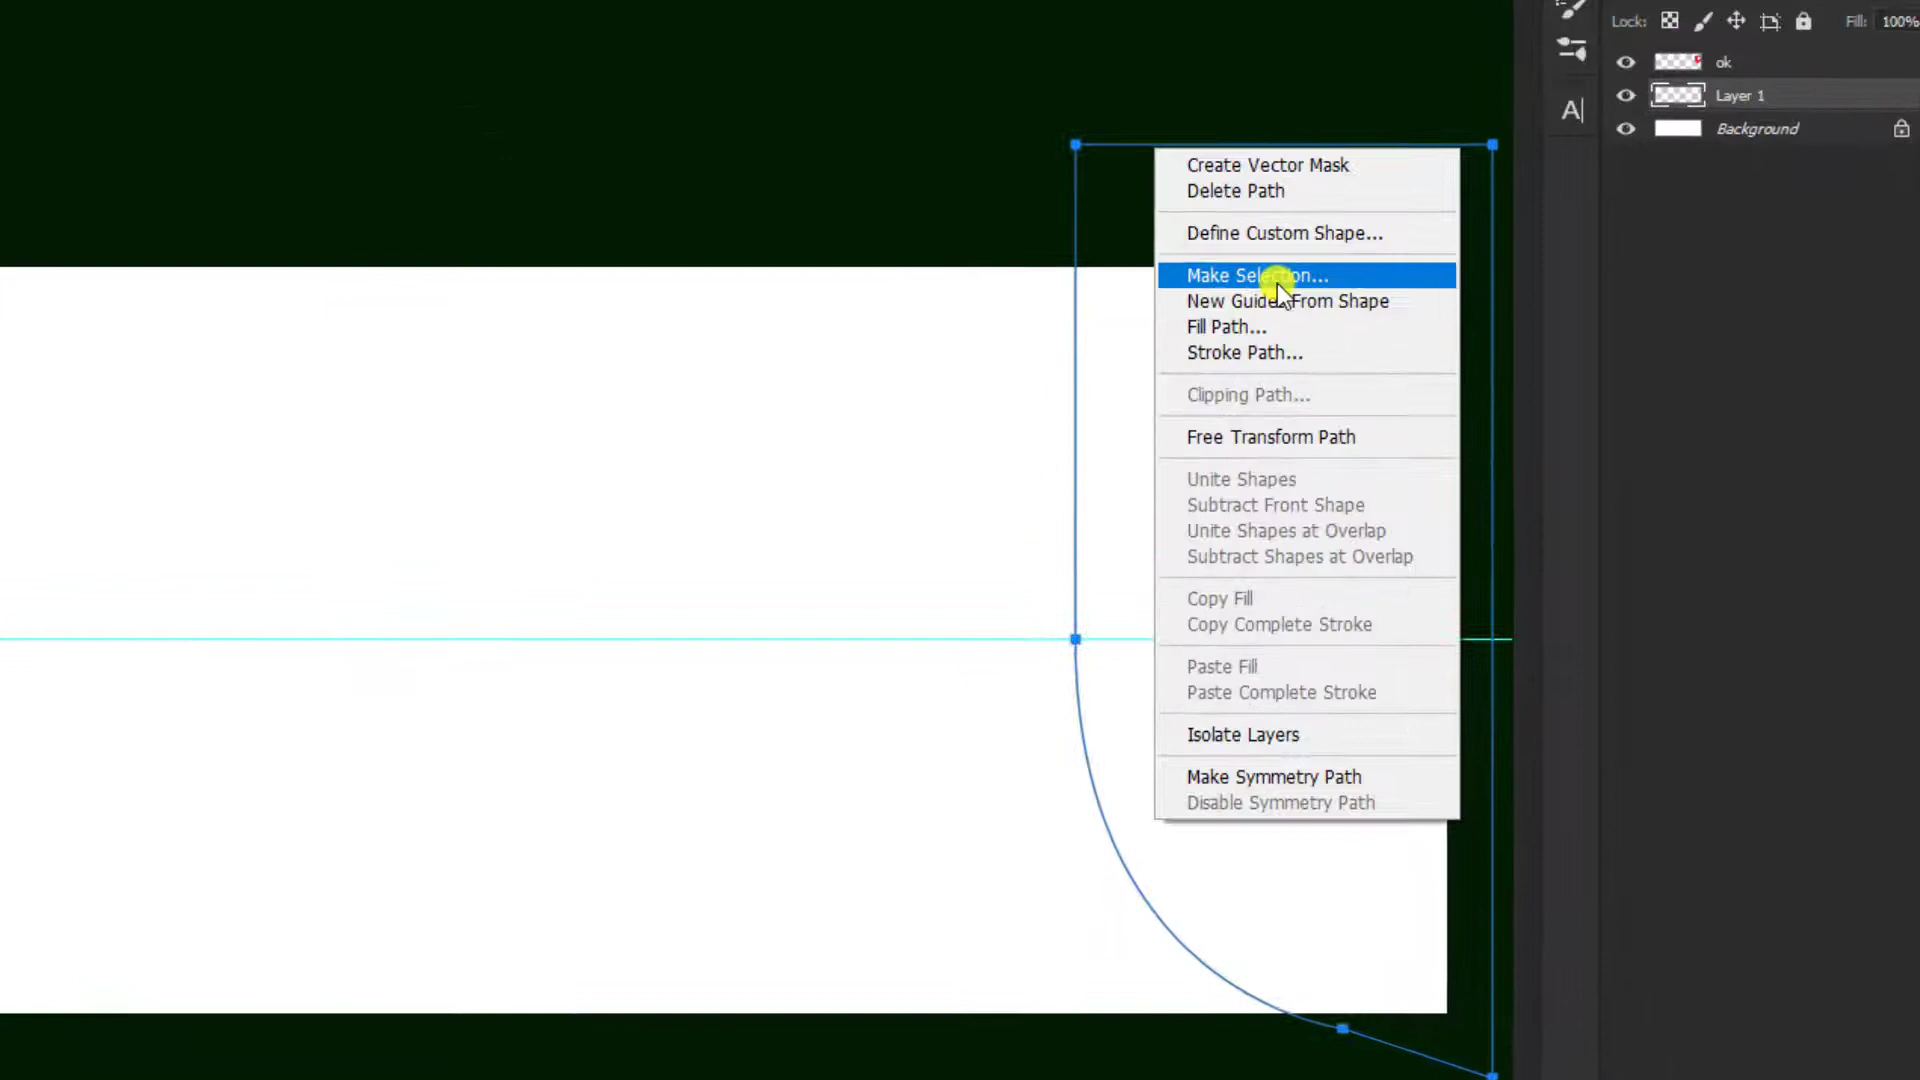 Lock:
Fill:
100%
ok
Layer 1
Background
A
Create Vector Mask
Delete Path
Define Custom Shape...
Make Selection...
New Guides From Shape
Fill Path...
Stroke Path...
Clipping Path...
Free Transform Path
Unite Shapes
Subtract Front Shape
Unite Shapes at Overlap
Subtract Shapes at Overlap
Copy Fill
Copy Complete Stroke
Paste Fill
Paste Complete Stroke
Isolate Layers
Make Symmetry Path
Disable Symmetry Path